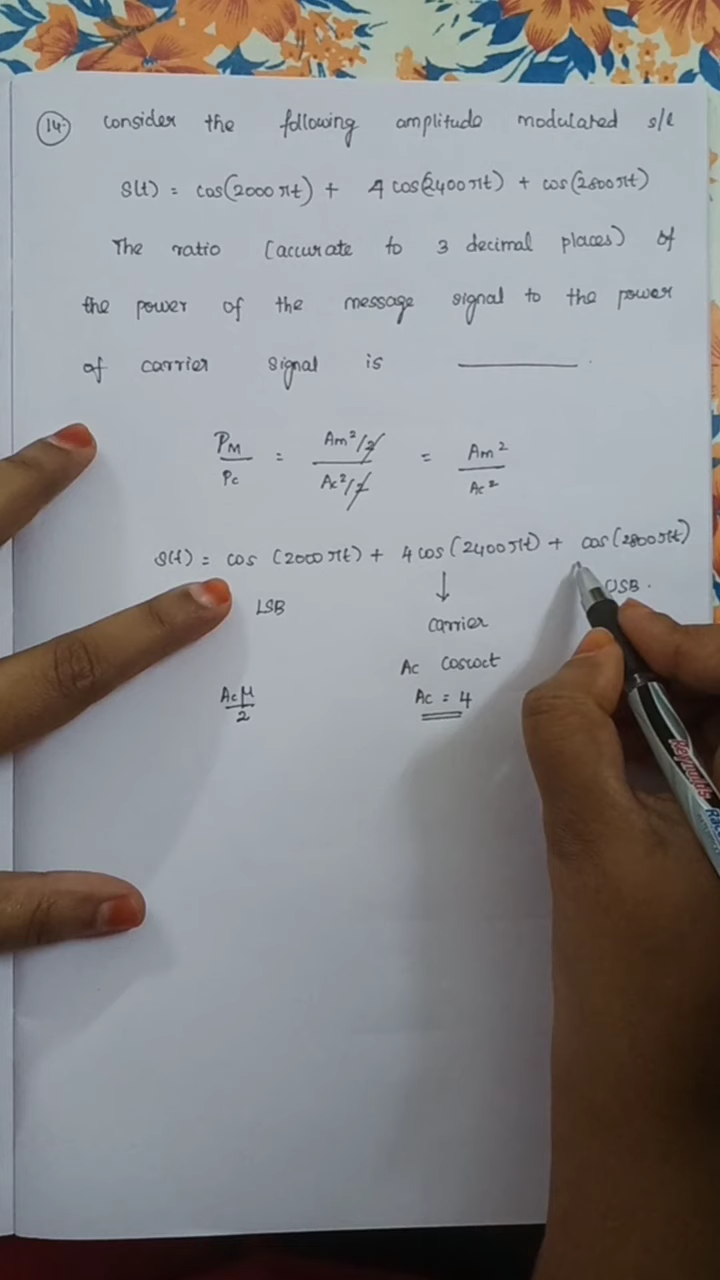 14. consider the following amplitude modulated s/l
S(t) = cos(2000πt) + 4 cos(2400πt) + cos(2800πt)
The ratio (accurate to 3 decimal places) of
the power of the message signal to the power
of carrier signal is ________.
PM/Pc = (Am²/2)/(Ac²/2) = Am²/Ac²
S(t) = cos (2000πt) + 4 cos (2400πt) + cos(2800πt)
LSB ↓ USB.
carrier
Ac cosωct
Acμ/2 Ac = 4
Reynolds